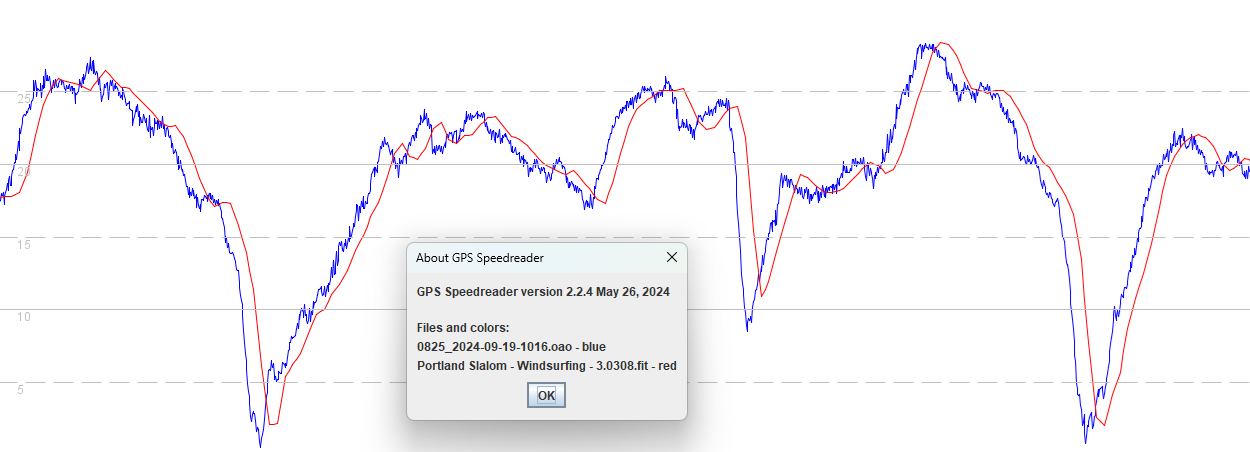 25
20
15
10
5
About GPS Speedreader
GPS Speedreader version 2.2.4 May 26, 2024
Files and colors:
0825_2024-09-19-1016.oao - blue
Portland Slalom - Windsurfing - 3.0308.fit - red
OK